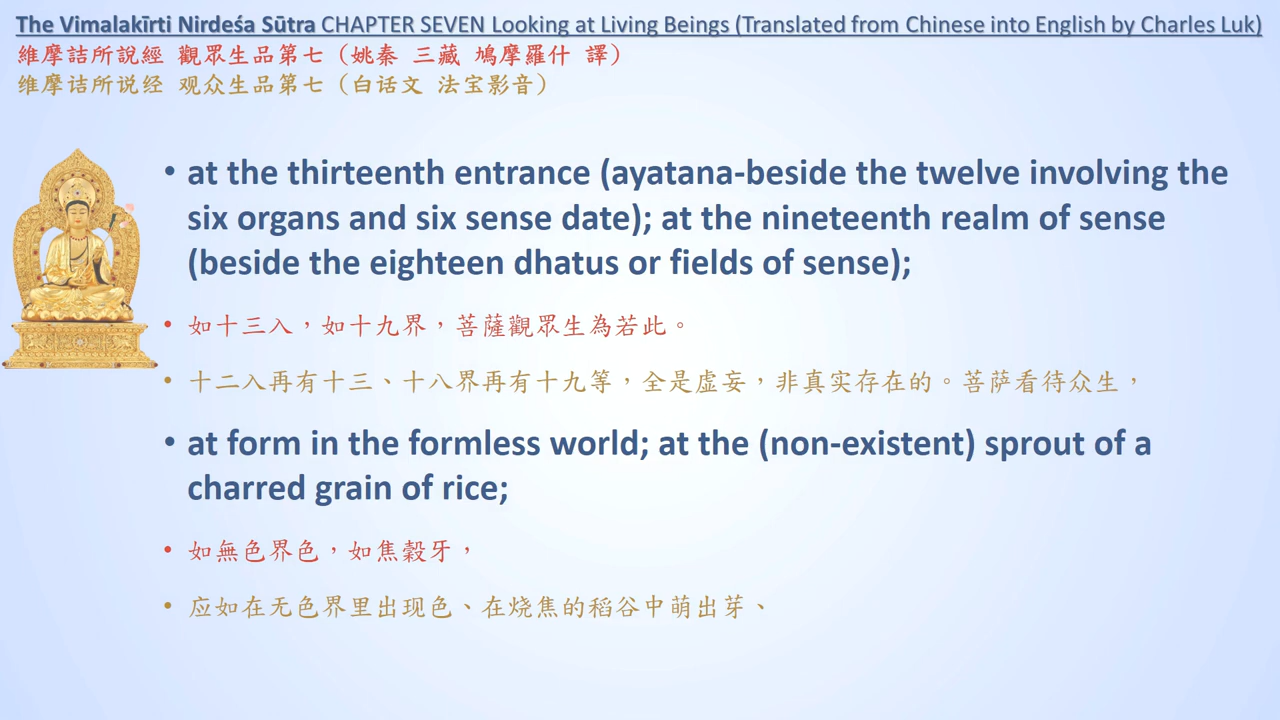 The Vimalakīrti Nirdeśa Sūtra CHAPTER SEVEN Looking at Living Beings (Translated from Chinese into English by Charles Luk)
維摩詰所說經 觀眾生品第七（姚秦 三藏 鳩摩羅什 譯）
维摩诘所说经 观众生品第七（白话文 法宝影音）
• at the thirteenth entrance (ayatana-beside the twelve involving the
six organs and six sense date); at the nineteenth realm of sense
(beside the eighteen dhatus or fields of sense);
• 如十三入，如十九界，菩薩觀眾生為若此。
• 十二入再有十三、十八界再有十九等，全是虚妄，非真实存在的。菩萨看待众生，
• at form in the formless world; at the (non-existent) sprout of a
charred grain of rice;
• 如無色界色，如焦穀牙，
• 应如在无色界里出现色、在烧焦的稻谷中萌出芽、